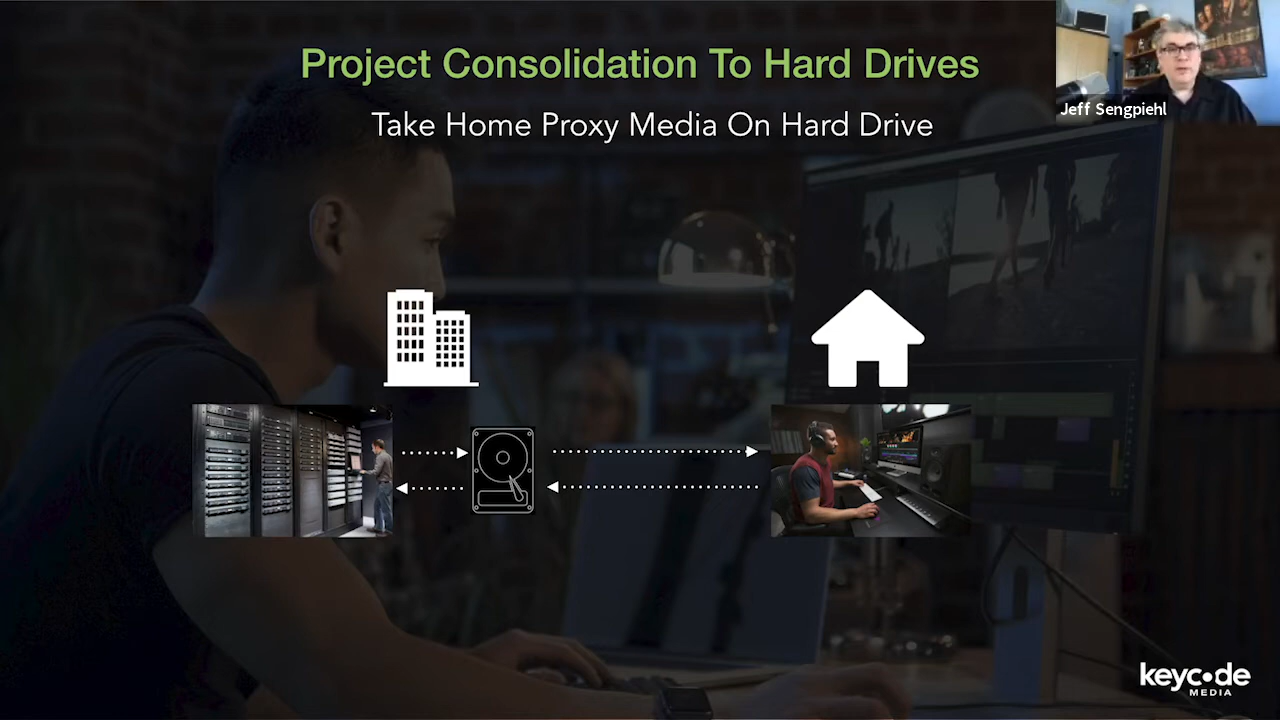 Project Consolidation To Hard Drives
Take Home Proxy Media On Hard Drive
Jeff Sengpiehl
keycode
MEDIA